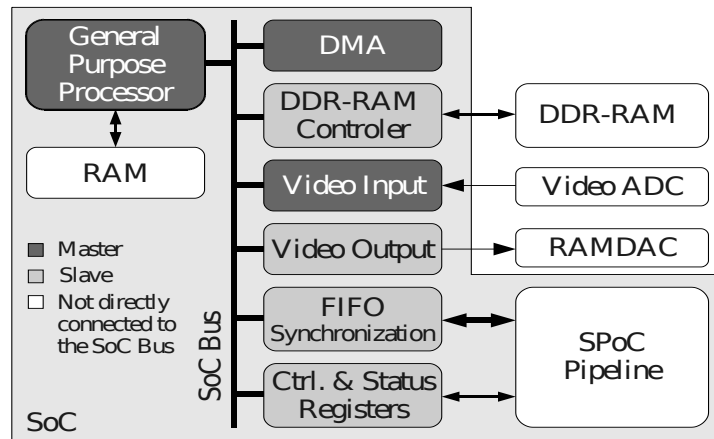 General
Purpose
Processor
RAM
DMA
DDR-RAM
Controler
Video Input
Video Output
FIFO
Synchronization
Ctrl. & Status
Registers
DDR-RAM
Video ADC
RAMDAC
SPoC
Pipeline
Master
Slave
Not directly
connected to
the SoC Bus
SoC Bus
SoC